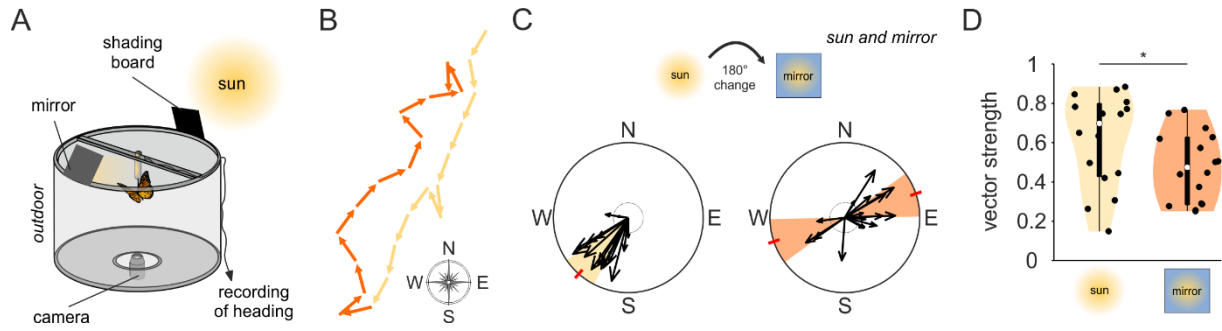 A
shading
board
sun
mirror
outdoor
camera
recording
of heading
B
N
W E
S
C
sun and mirror
sun
180°
change
mirror
N
W
E
S
N
W
E
S
D
*
vector strength
1
0.8
0.6
0.4
0.2
0
sun
mirror